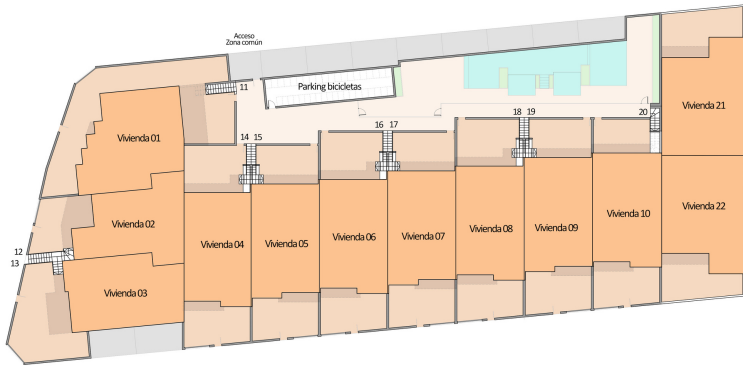 Acceso
Zona común
11
Parking bicicletas
Vivienda 01
14 15
16 17
18 19
20
Vivienda 21
Vivienda 02
Vivienda 04
Vivienda 05
Vivienda 06
Vivienda 07
Vivienda 08
Vivienda 09
Vivienda 10
Vivienda 22
12
13
Vivienda 03